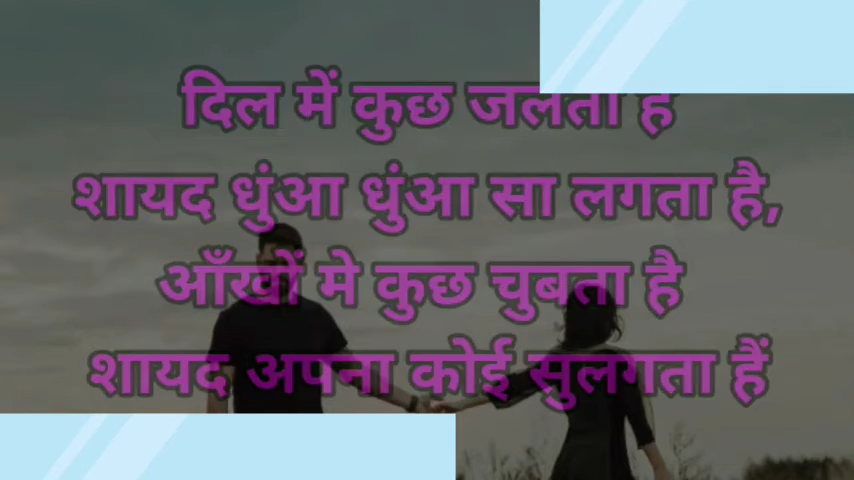 दिल में कुछ जलता है
शायद धुंआ धुंआ सा लगता है,
आँखों मे कुछ चुबता है
शायद अपना कोई सुलगता हैं